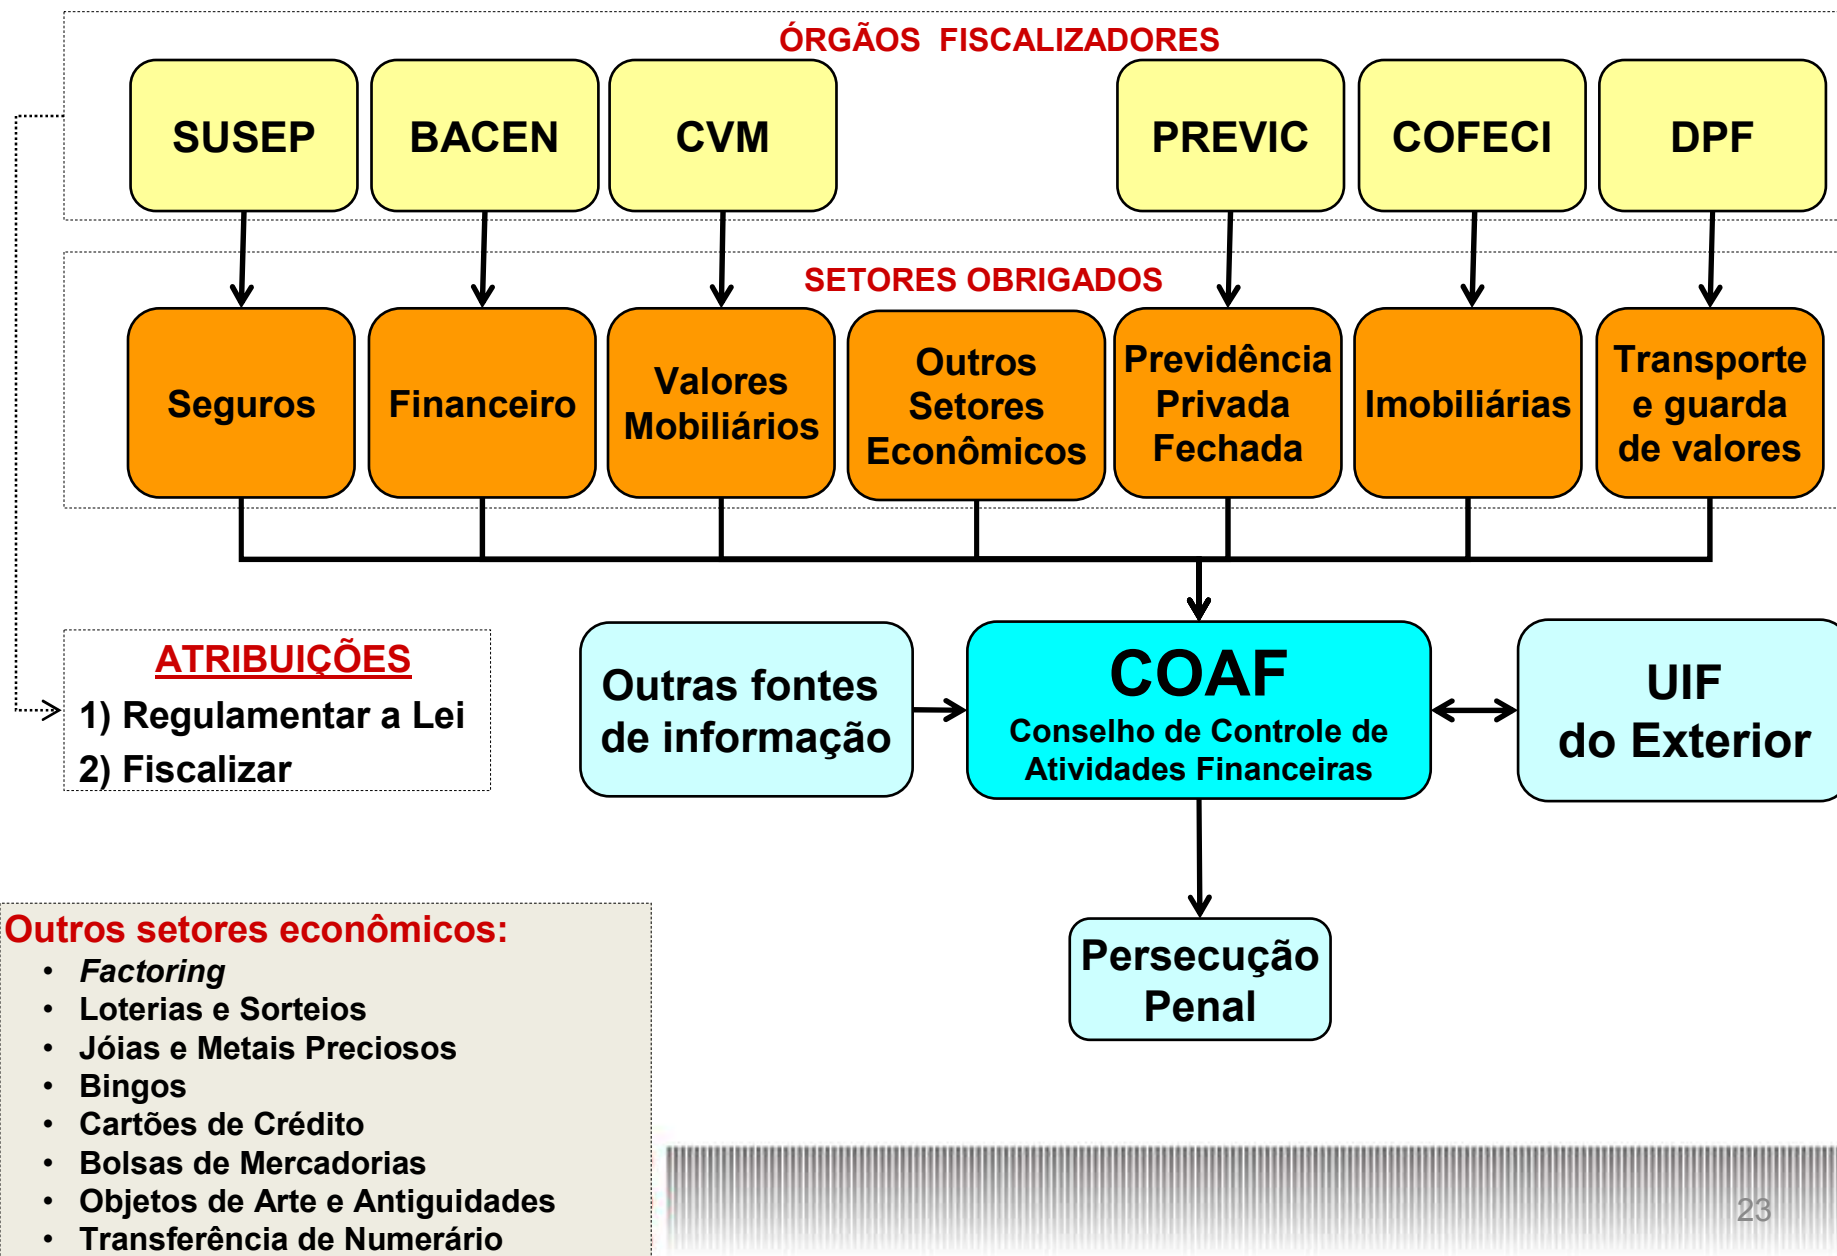 ÓRGÃOS FISCALIZADORES
SUSEP
BACEN
CVM
PREVIC
COFECI
DPF
SETORES OBRIGADOS
Seguros
Financeiro
Valores
Mobiliários
Outros
Setores
Econômicos
Previdência
Privada
Fechada
Imobiliárias
Transporte
e guarda
de valores
ATRIBUIÇÕES
1) Regulamentar a Lei
2) Fiscalizar
Outras fontes
de informação
COAF
Conselho de Controle de
Atividades Financeiras
UIF
do Exterior
Persecução
Penal
Outros setores econômicos:
• Factoring
• Loterias e Sorteios
• Jóias e Metais Preciosos
• Bingos
• Cartões de Crédito
• Bolsas de Mercadorias
• Objetos de Arte e Antiguidades
• Transferência de Numerário
23